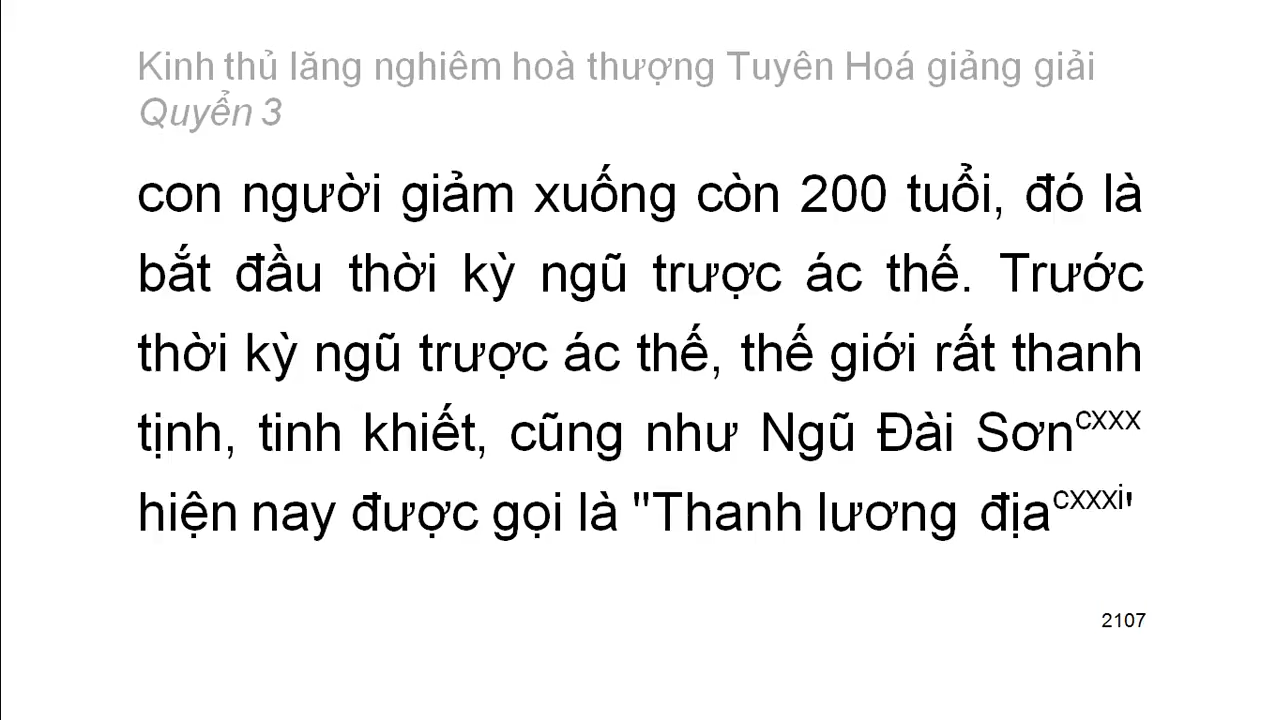 Kinh thủ lăng nghiêm hoà thượng Tuyên Hoá giảng giải
Quyển 3
con người giảm xuống còn 200 tuổi, đó là
bắt đầu thời kỳ ngũ trược ác thế. Trước
thời kỳ ngũ trược ác thế, thế giới rất thanh
tịnh, tinh khiết, cũng như Ngũ Đài Sơncxxx
hiện nay được gọi là "Thanh lương địacxxxi'
2107